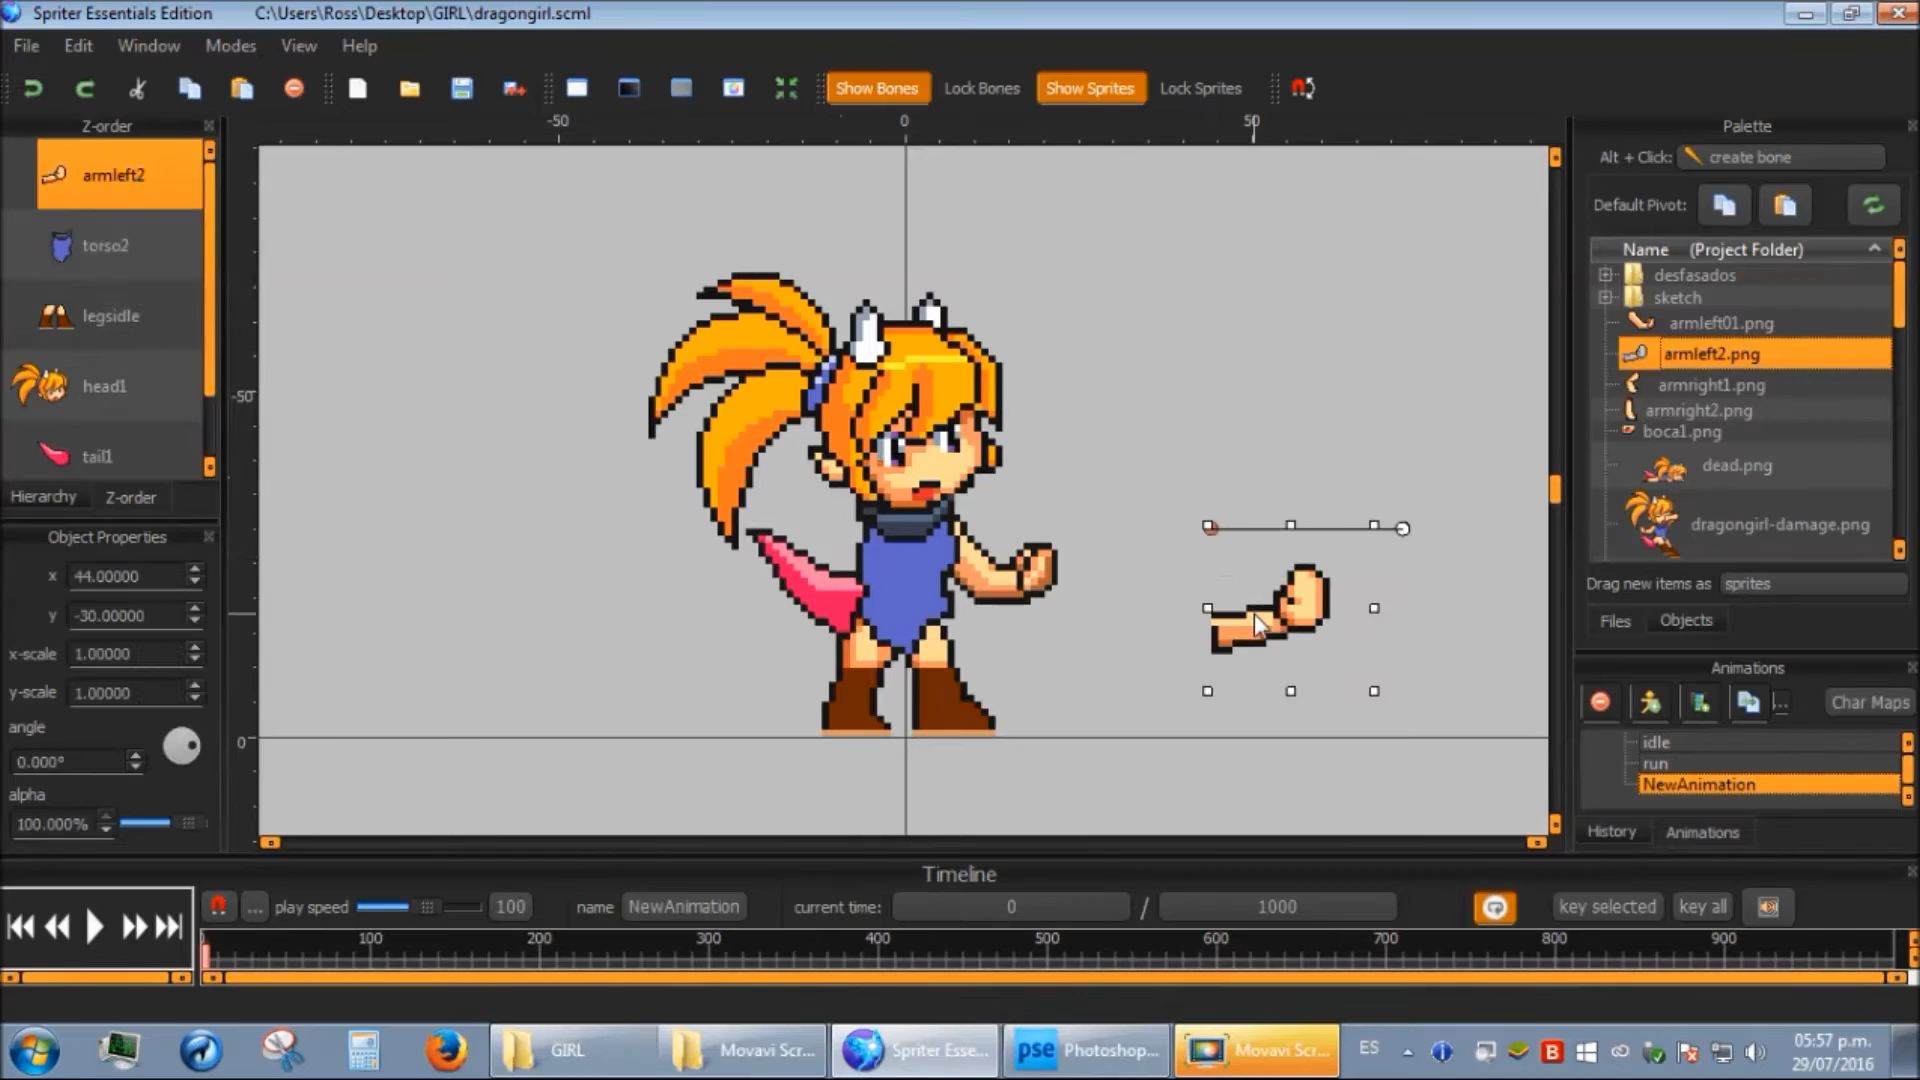 Spriter Essentials Edition C:\Users\Ross\Desktop\GIRL\dragongirl.scml
File Edit Window Modes View Help
Show Bones Lock Bones Show Sprites Lock Sprites
Z-order
armleft2
torso2
legsidle
head1
tail1
Hierarchy Z-order
Object Properties
x 44.00000
y -30.00000
x-scale 1.00000
y-scale 1.00000
angle
0.000°
alpha
100.000%
-50 0 50
-50
0
Palette
Alt + Click: create bone
Default Pivot:
Name (Project Folder)
desfasados
sketch
armleft01.png
armleft2.png
armright1.png
armright2.png
boca1.png
dead.png
dragongirl-damage.png
Drag new items as sprites
Files Objects
Animations
... Char Maps
idle
run
NewAnimation
History Animations
Timeline
... play speed 100 name NewAnimation current time: 0 / 1000 key selected key all
100 200 300 400 500 600 700 800 900
GIRL Movavi Scr... Spriter Esse... pse Photoshop... Movavi Scr... ES 05:57 p.m.
29/07/2016